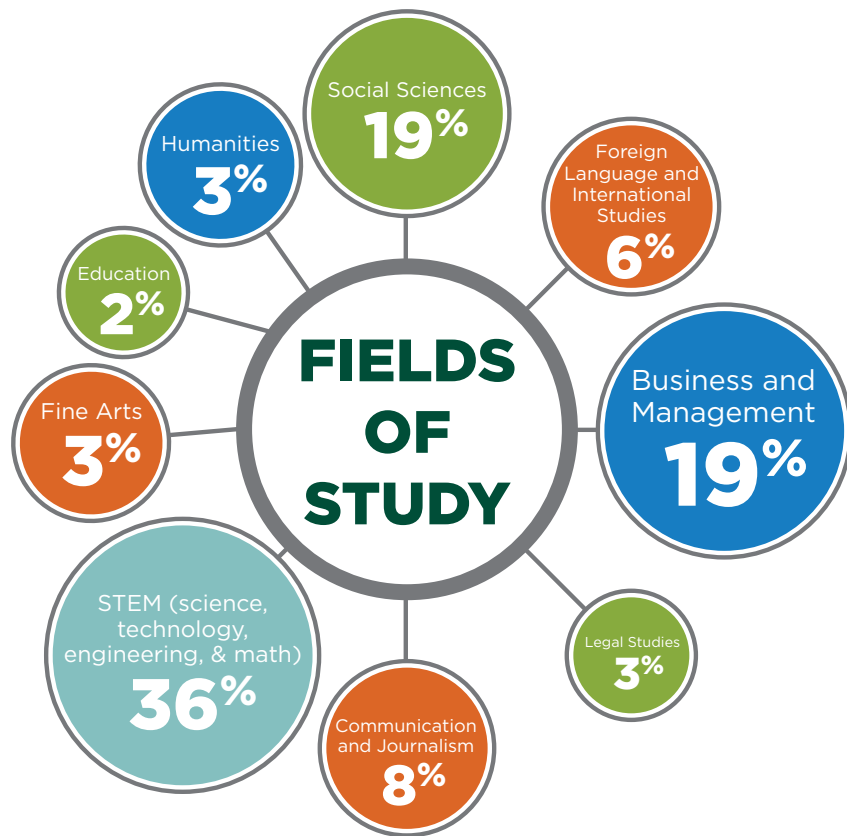 FIELDS
OF
STUDY
Social Sciences
19%
Foreign
Language and
International
Studies
6%
Business and
Management
19%
Legal Studies
3%
Communication
and Journalism
8%
STEM (science,
technology,
engineering, & math)
36%
Fine Arts
3%
Education
2%
Humanities
3%